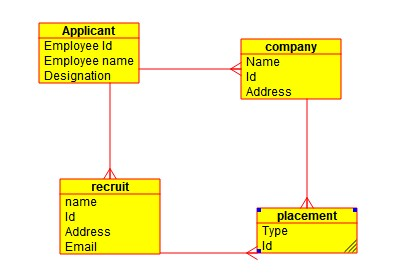 Applicant
Employee Id
Employee name
Designation
company
Name
Id
Address
recruit
name
Id
Address
Email
placement
Type
Id